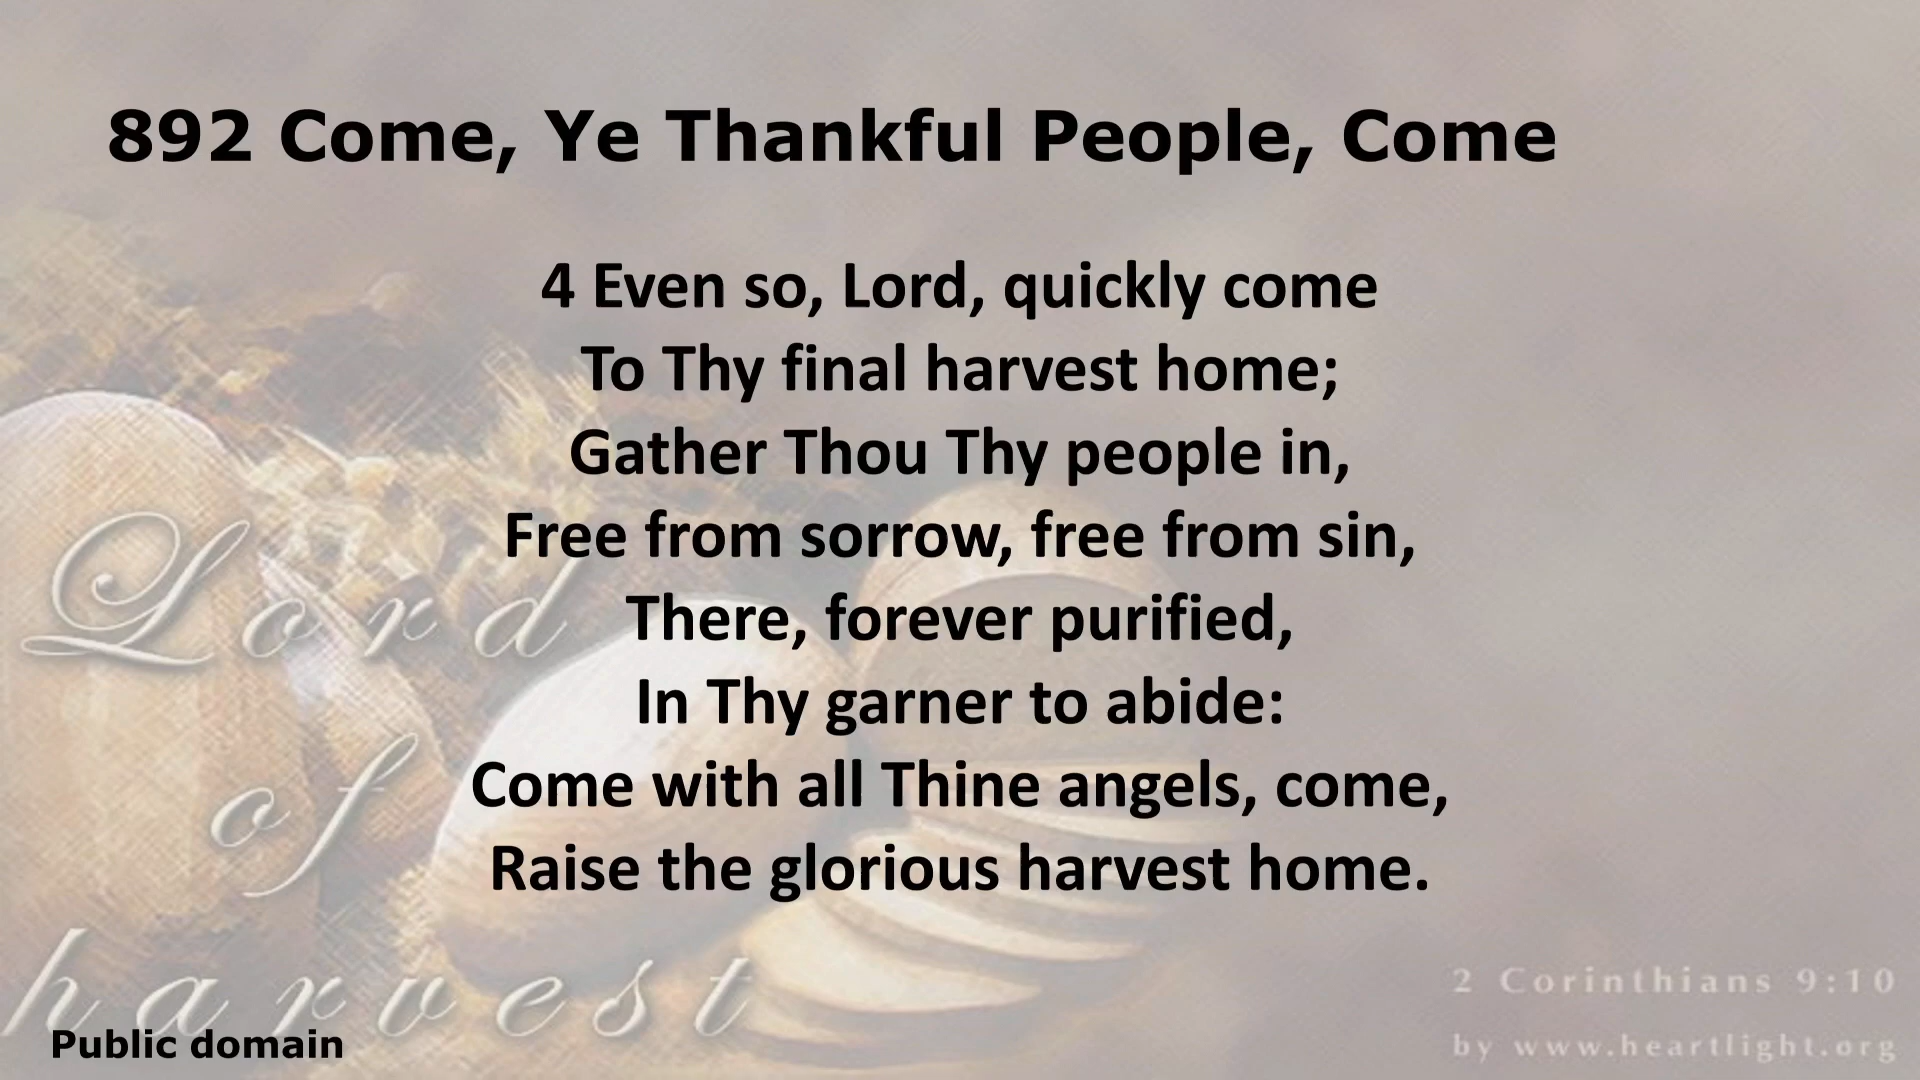 892 Come, Ye Thankful People, Come
4 Even so, Lord, quickly come
To Thy final harvest home;
Gather Thou Thy people in,
Free from sorrow, free from sin,
There, forever purified,
In Thy garner to abide:
Come with all Thine angels, come,
Raise the glorious harvest home.
Lord
of
harvest
Public domain
2 Corinthians 9:10
by www.heartlight.org